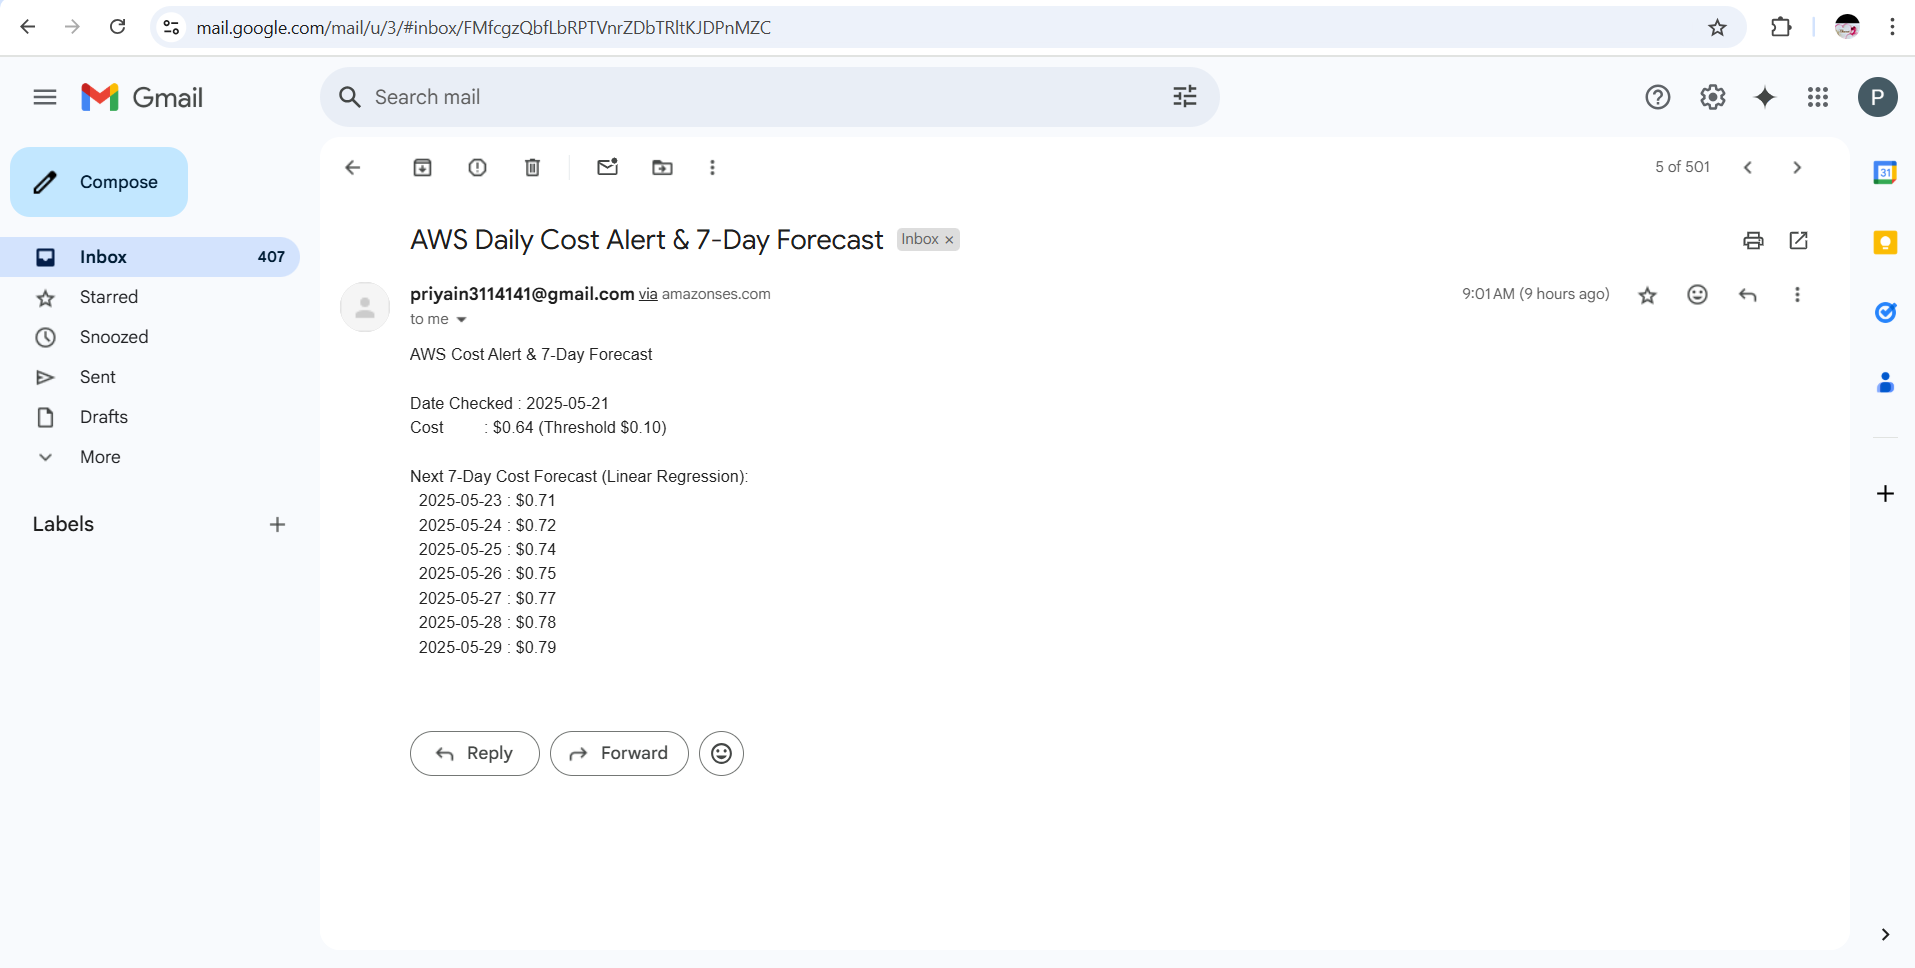 mail.google.com/mail/u/3/#inbox/FMfcgzQbfLbRPTVnrZDbTRltKJDPnMZC
Gmail
Search mail
P
Compose
5 of 501
31
AWS Daily Cost Alert & 7-Day Forecast Inbox ×
Inbox 407
Starred
Snoozed
Sent
Drafts
More
Labels
priyain3114141@gmail.com via amazonses.com
9:01 AM (9 hours ago)
to me
AWS Cost Alert & 7-Day Forecast
Date Checked : 2025-05-21
Cost : $0.64 (Threshold $0.10)
Next 7-Day Cost Forecast (Linear Regression):
2025-05-23 : $0.71
2025-05-24 : $0.72
2025-05-25 : $0.74
2025-05-26 : $0.75
2025-05-27 : $0.77
2025-05-28 : $0.78
2025-05-29 : $0.79
Reply
Forward